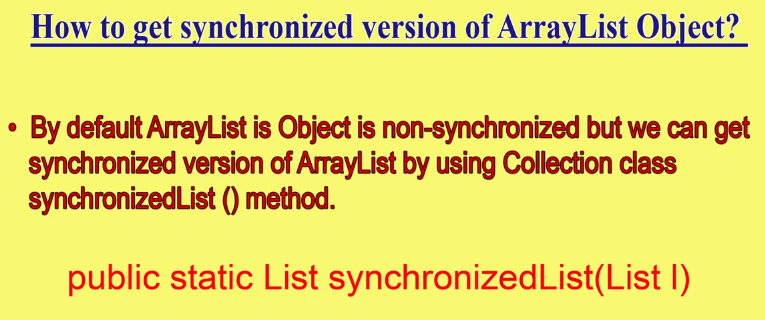 How to get synchronized version of ArrayList Object?
• By default ArrayList is Object is non-synchronized but we can get
synchronized version of ArrayList by using Collection class
synchronizedList () method.
public static List synchronizedList(List l)